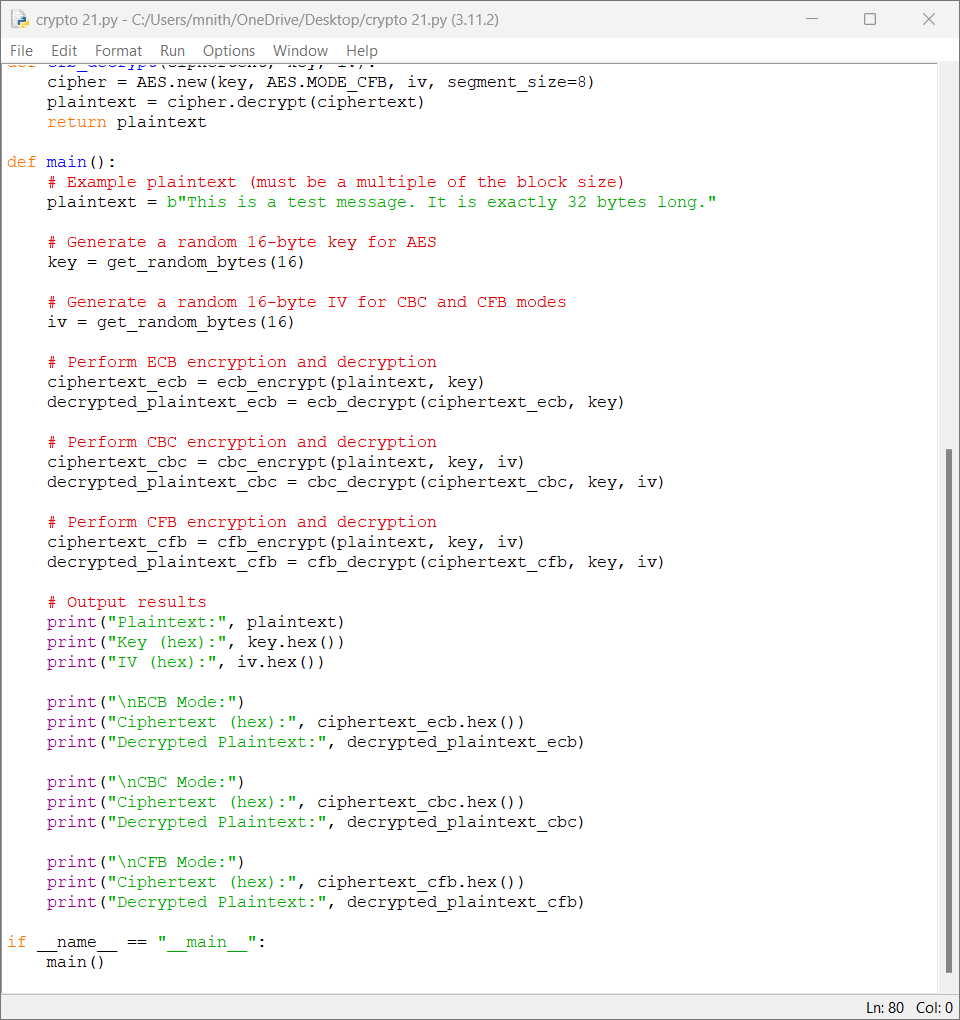 crypto 21.py - C:/Users/mnith/OneDrive/Desktop/crypto 21.py (3.11.2)
File Edit Format Run Options Window Help
def cfb_decrypt(ciphertext, key, iv):
    cipher = AES.new(key, AES.MODE_CFB, iv, segment_size=8)
    plaintext = cipher.decrypt(ciphertext)
    return plaintext

def main():
    # Example plaintext (must be a multiple of the block size)
    plaintext = b"This is a test message. It is exactly 32 bytes long."

    # Generate a random 16-byte key for AES
    key = get_random_bytes(16)

    # Generate a random 16-byte IV for CBC and CFB modes
    iv = get_random_bytes(16)

    # Perform ECB encryption and decryption
    ciphertext_ecb = ecb_encrypt(plaintext, key)
    decrypted_plaintext_ecb = ecb_decrypt(ciphertext_ecb, key)

    # Perform CBC encryption and decryption
    ciphertext_cbc = cbc_encrypt(plaintext, key, iv)
    decrypted_plaintext_cbc = cbc_decrypt(ciphertext_cbc, key, iv)

    # Perform CFB encryption and decryption
    ciphertext_cfb = cfb_encrypt(plaintext, key, iv)
    decrypted_plaintext_cfb = cfb_decrypt(ciphertext_cfb, key, iv)

    # Output results
    print("Plaintext:", plaintext)
    print("Key (hex):", key.hex())
    print("IV (hex):", iv.hex())

    print("\nECB Mode:")
    print("Ciphertext (hex):", ciphertext_ecb.hex())
    print("Decrypted Plaintext:", decrypted_plaintext_ecb)

    print("\nCBC Mode:")
    print("Ciphertext (hex):", ciphertext_cbc.hex())
    print("Decrypted Plaintext:", decrypted_plaintext_cbc)

    print("\nCFB Mode:")
    print("Ciphertext (hex):", ciphertext_cfb.hex())
    print("Decrypted Plaintext:", decrypted_plaintext_cfb)

if __name__ == "__main__":
    main()
Ln: 80 Col: 0